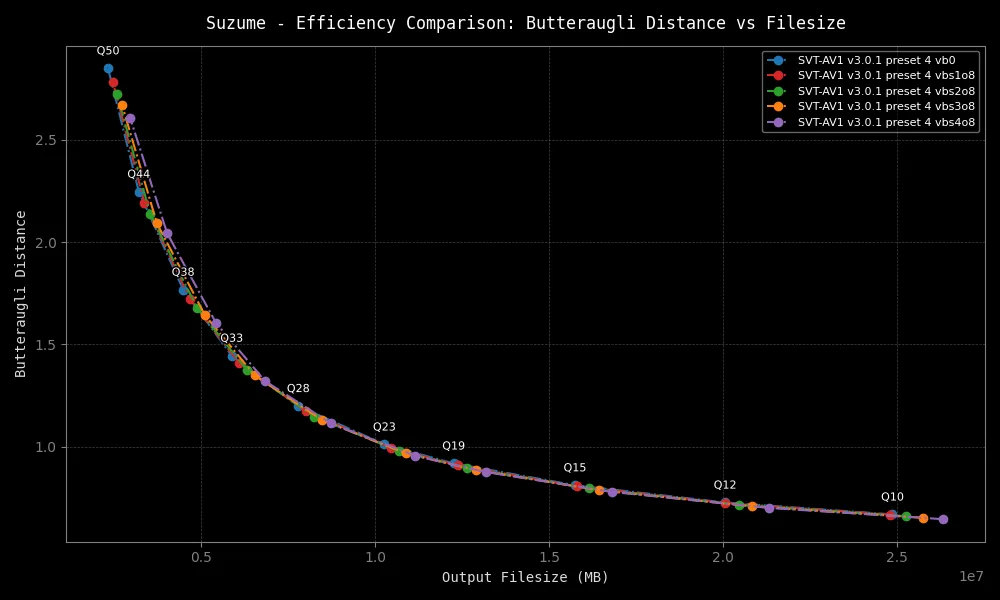 Suzume - Efficiency Comparison: Butteraugli Distance vs Filesize
Q50
SVT-AV1 v3.0.1 preset 4 vb0
SVT-AV1 v3.0.1 preset 4 vbs1o8
SVT-AV1 v3.0.1 preset 4 vbs2o8
SVT-AV1 v3.0.1 preset 4 vbs3o8
SVT-AV1 v3.0.1 preset 4 vbs4o8
2.5
Q44
2.0
Q38
Q33
1.5
Q28
Q23
Q19
1.0
Q15
Q12
Q10
Butteraugli Distance
0.5 1.0 1.5 2.0 2.5
Output Filesize (MB)
1e7